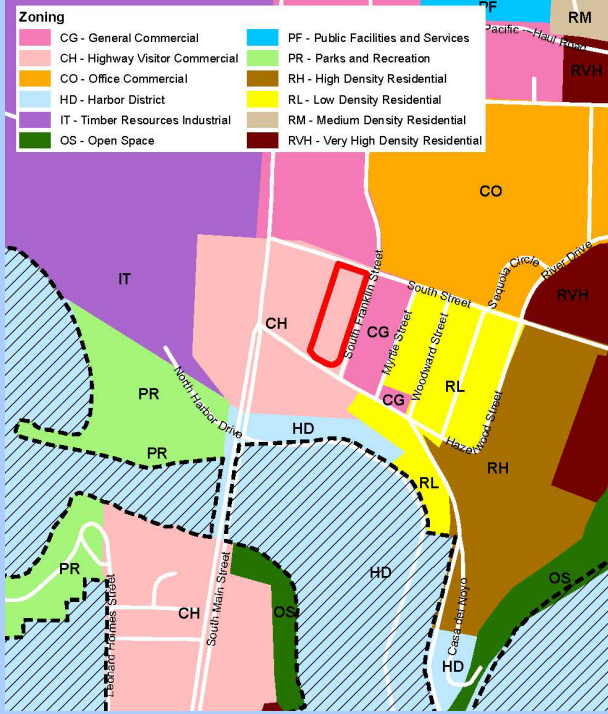 Zoning
CG - General Commercial
CH - Highway Visitor Commercial
CO - Office Commercial
HD - Harbor District
IT - Timber Resources Industrial
OS - Open Space
PF - Public Facilities and Services
PR - Parks and Recreation
RH - High Density Residential
RL - Low Density Residential
RM - Medium Density Residential
RVH - Very High Density Residential
PF
RM
Pacific
Haul Road
RVH
CO
Sequoia Circle
River Drive
RVH
IT
South Street
South Franklin Street
CH
CG
Myrtle Street
Woodward Street
RL
PR
CG
North Harbor Drive
HD
Hazelwood Street
PR
RH
RL
PR
HD
OS
South Main Street
Leonard Holmes Street
CH
OS
Casa del Noyo
HD